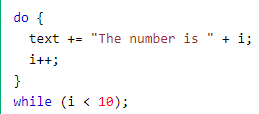 do {
  text += "The number is " + i;
  i++;
}
while (i < 10);